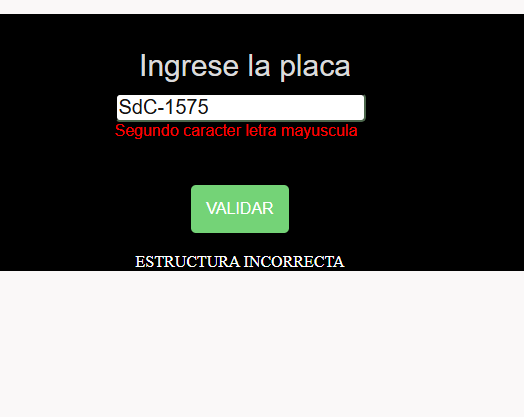 Ingrese la placa
SdC-1575
Segundo caracter letra mayuscula
VALIDAR
ESTRUCTURA INCORRECTA